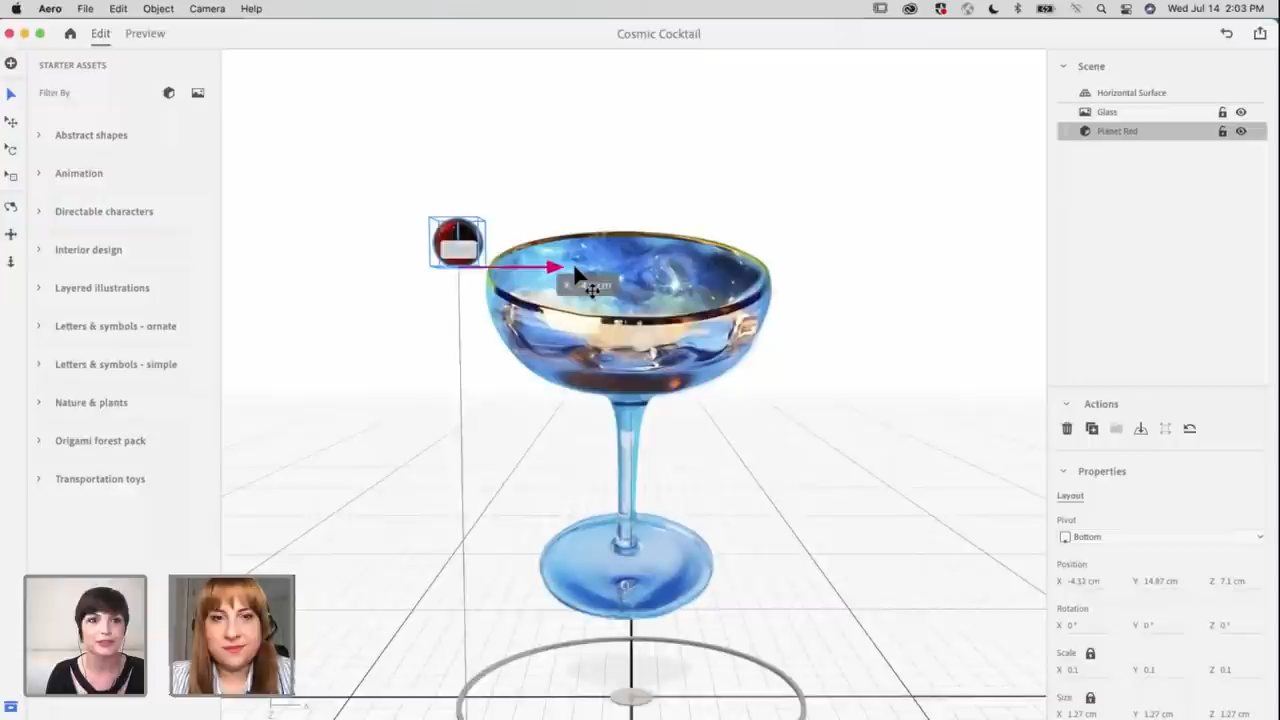 Aero File Edit Object Camera Help Wed Jul 14 2:03 PM
Edit Preview Cosmic Cocktail
STARTER ASSETS
Filter By
Abstract shapes
Animation
Directable characters
Interior design
Layered illustrations
Letters & symbols - ornate
Letters & symbols - simple
Nature & plants
Origami forest pack
Transportation toys
X
cm
Scene
Horizontal Surface
Glass
Planet Red
Actions
Properties
Layout
Pivot
Bottom
Position
X -4.32 cm Y 14.87 cm Z 7.1 cm
Rotation
X 0° Y 0° Z 0°
Scale
X 0.1 Y 0.1 Z 0.1
Size
X 1.27 cm Y 1.27 cm Z 1.27 cm